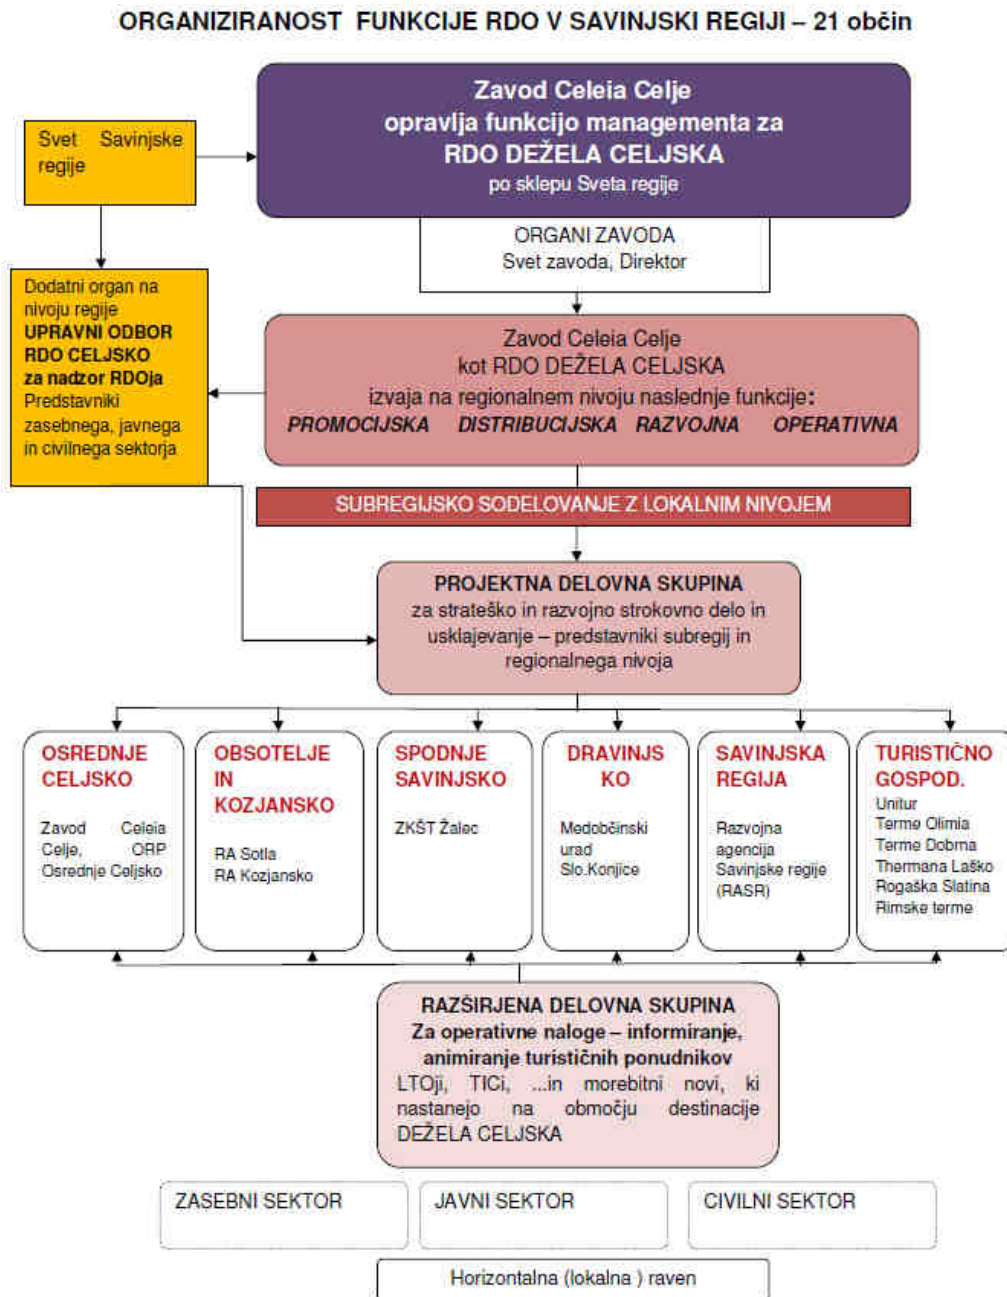 ORGANIZIRANOST FUNKCIJE RDO V SAVINJSKI REGIJI – 21 občin
Zavod Celeia Celje
opravlja funkcijo managementa za
RDO DEŽELA CELJSKA
po sklepu Sveta regije
Svet Savinjske
regije
ORGANI ZAVODA
Svet zavoda, Direktor
Dodatni organ na
nivoju regije
UPRAVNI ODBOR
RDO CELJSKO
za nadzor RDOja
Predstavniki
zasebnega, javnega
in civilnega sektorja
Zavod Celeia Celje
kot RDO DEŽELA CELJSKA
izvaja na regionalnem nivoju naslednje funkcije:
PROMOCIJSKA DISTRIBUCIJSKA RAZVOJNA OPERATIVNA
SUBREGIJSKO SODELOVANJE Z LOKALNIM NIVOJEM
PROJEKTNA DELOVNA SKUPINA
za strateško in razvojno strokovno delo in
usklajevanje – predstavniki subregij in
regionalnega nivoja
OSREDNJE
CELJSKO
Zavod Celeia
Celje, ORP
Osrednje Celjsko
OBSOTELJE
IN
KOZJANSKO
RA Sotla
RA Kozjansko
SPODNJE
SAVINJSKO
ZKŠT Žalec
DRAVINJS
KO
Medobčinski
urad
Slo.Konjice
SAVINJSKA
REGIJA
Razvojna
agencija
Savinjske regije
(RASR)
TURISTIČNO
GOSPOD.
Unitur
Terme Olimia
Terme Dobrna
Thermana Laško
Rogaška Slatina
Rimske terme
RAZŠIRJENA DELOVNA SKUPINA
Za operativne naloge – informiranje,
animiranje turističnih ponudnikov
LTOji, TICi, ...in morebitni novi, ki
nastanejo na območju destinacije
DEŽELA CELJSKA
ZASEBNI SEKTOR
JAVNI SEKTOR
CIVILNI SEKTOR
Horizontalna (lokalna ) raven